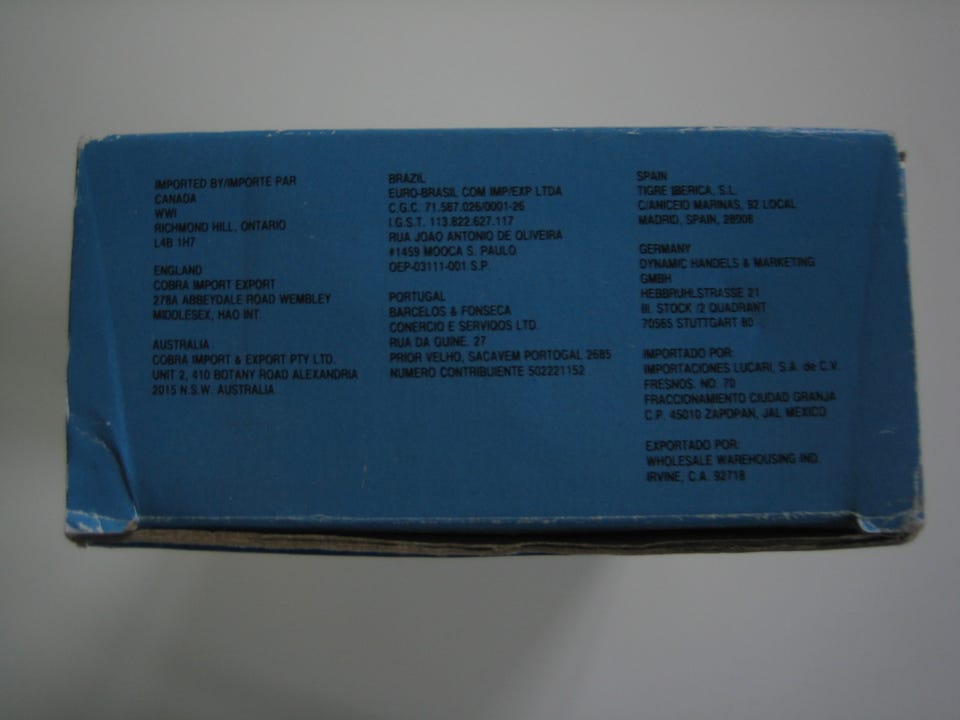 IMPORTED BY/IMPORTE PAR
CANADA
WWI
RICHMOND HILL, ONTARIO
L4B 1H7
ENGLAND
COBRA IMPORT EXPORT
278A ABBEYDALE ROAD WEMBLEY
MIDDLESEX, HAO INT.
AUSTRALIA
COBRA IMPORT & EXPORT PTY LTD.
UNIT 2, 410 BOTANY ROAD ALEXANDRIA
2015 N.S.W. AUSTRALIA
BRAZIL
EURO-BRASIL COM IMP/EXP LTDA
C.G.C. 71.567.026/0001-26
I.G.S.T. 113.822.627.117
RUA JOAO ANTONIO DE OLIVEIRA
#1459 MOOCA S. PAULO
OEP-03111-001 S.P.
PORTUGAL
BARCELOS & FONSECA
CONERCIO E SERVIQOS LTD.
RUA DA GUINE. 27
PRIOR VELHO, SACAVEM PORTOGAL 2685
NUMERO CONTRIBUINTE 502221152
SPAIN
TIGRE IBERICA, S.L.
C/ANICEIO MARINAS, 92 LOCAL
MADRID, SPAIN, 28008
GERMANY
DYNAMIC HANDELS & MARKETING
GMBH
HEBBRUHLSTRASSE 21
III. STOCK /2 QUADRANT
70565 STUTTGART 80
IMPORTADO POR:
IMPORTACIONES LUCARI, S.A. de C.V.
FRESNOS. NO. 70
FRACCIONAMIENTO CIUDAD GRANJA
C.P. 45010 ZAPOPAN, JAL MEXICO
EXPORTADO POR:
WHOLESALE WAREHOUSING IND.
IRVINE, C.A. 92718